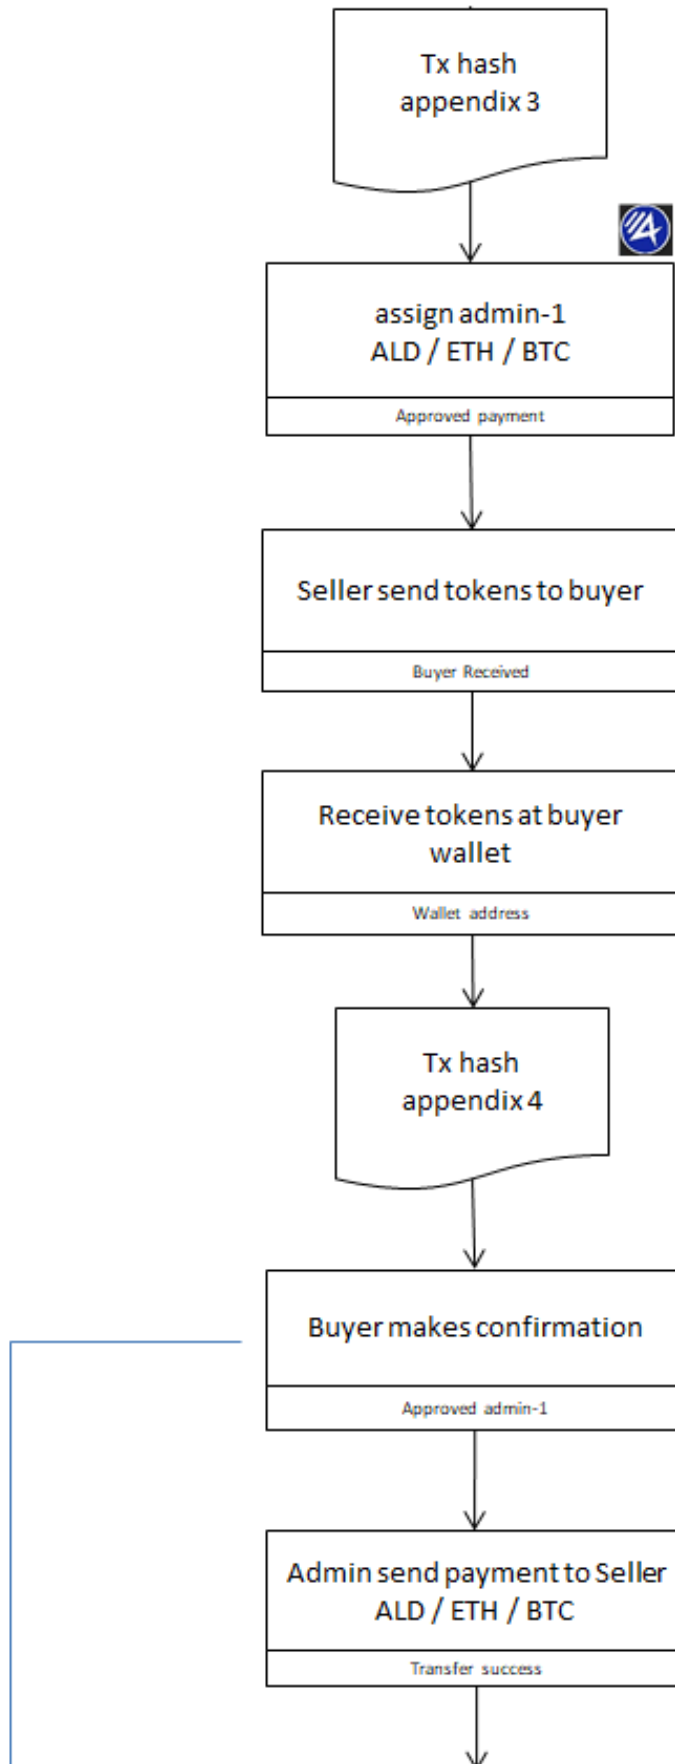 Tx hash
appendix 3
assign admin-1
ALD / ETH / BTC
Approved payment
Seller send tokens to buyer
Buyer Received
Receive tokens at buyer
wallet
Wallet address
Tx hash
appendix 4
Buyer makes confirmation
Approved admin-1
Admin send payment to Seller
ALD / ETH / BTC
Transfer success